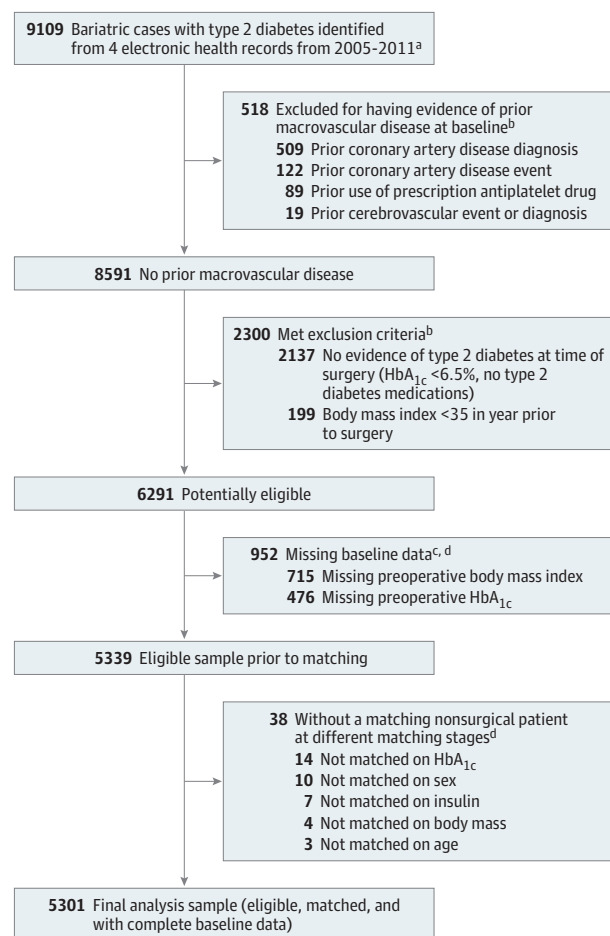 9109 Bariatric cases with type 2 diabetes identified
from 4 electronic health records from 2005-2011a
518 Excluded for having evidence of prior
macrovascular disease at baselineb
509 Prior coronary artery disease diagnosis
122 Prior coronary artery disease event
89 Prior use of prescription antiplatelet drug
19 Prior cerebrovascular event or diagnosis
8591 No prior macrovascular disease
2300 Met exclusion criteriab
2137 No evidence of type 2 diabetes at time of
surgery (HbA1c <6.5%, no type 2
diabetes medications)
199 Body mass index <35 in year prior
to surgery
6291 Potentially eligible
952 Missing baseline datac, d
715 Missing preoperative body mass index
476 Missing preoperative HbA1c
5339 Eligible sample prior to matching
38 Without a matching nonsurgical patient
at different matching stagesd
14 Not matched on HbA1c
10 Not matched on sex
7 Not matched on insulin
4 Not matched on body mass
3 Not matched on age
5301 Final analysis sample (eligible, matched, and
with complete baseline data)